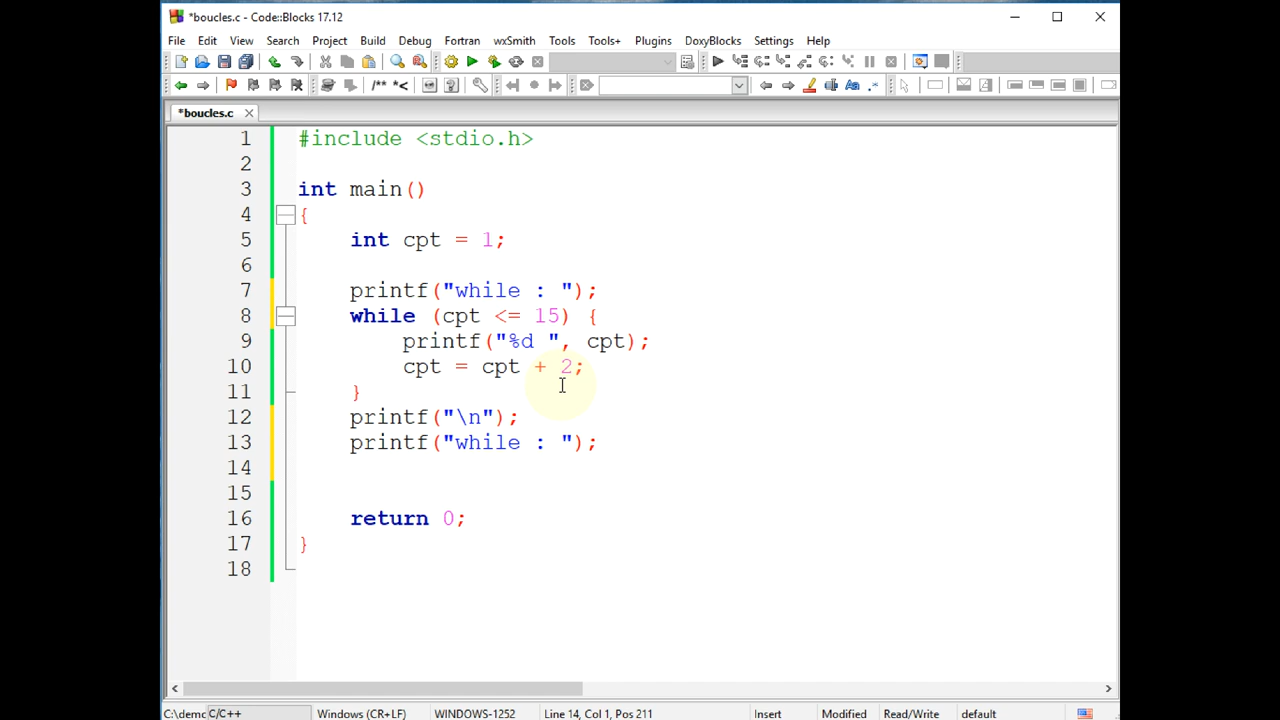 *boucles.c - Code::Blocks 17.12
File Edit View Search Project Build Debug Fortran wxSmith Tools Tools+ Plugins DoxyBlocks Settings Help
/** *<
*boucles.c
1 #include <stdio.h>
2
3 int main()
4 {
5 int cpt = 1;
6
7 printf("while : ");
8 while (cpt <= 15) {
9 printf("%d ", cpt);
10 cpt = cpt + 2;
11 }
12 printf("\n");
13 printf("while : ");
14
15
16 return 0;
17 }
18
C:\demo C/C++ Windows (CR+LF) WINDOWS-1252 Line 14, Col 1, Pos 211 Insert Modified Read/Write default